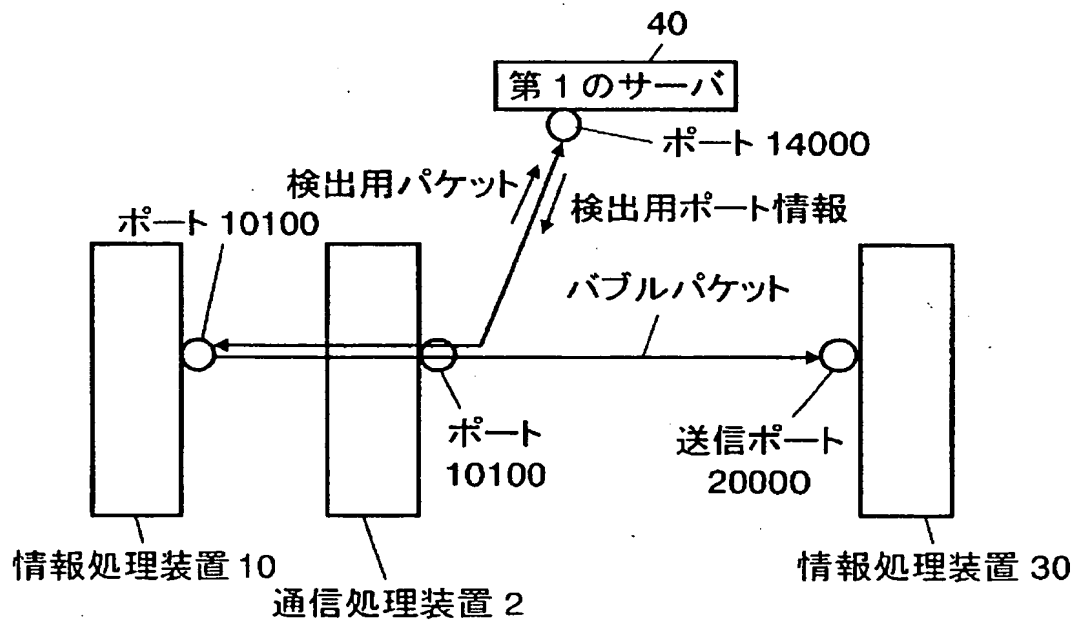 40
第1のサーバ
ポート 14000
検出用パケット
検出用ポート情報
ポート 10100
バブルパケット
ポート
10100
送信ポート
20000
情報処理装置 10
通信処理装置 2
情報処理装置 30